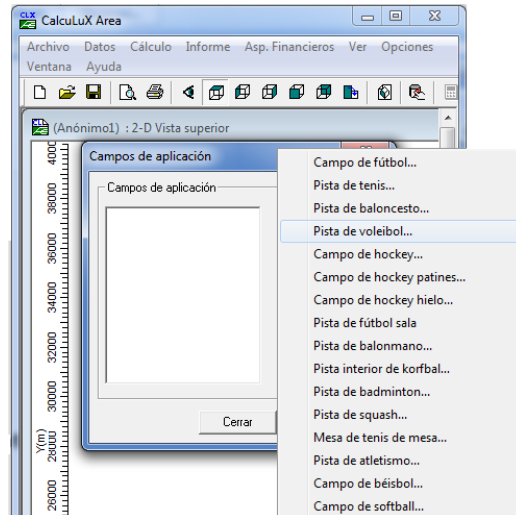 CalcuLuX Area
Archivo Datos Cálculo Informe Asp. Financieros Ver Opciones
Ventana Ayuda
(Anónimo1) : 2-D Vista superior
Campos de aplicación
Campos de aplicación
Cerrar
Campo de fútbol...
Pista de tenis...
Pista de baloncesto...
Pista de voleibol...
Campo de hockey...
Campo de hockey patines...
Campo de hockey hielo...
Pista de fútbol sala
Pista de balonmano...
Pista interior de korfbal...
Pista de badminton...
Pista de squash...
Mesa de tenis de mesa...
Pista de atletismo...
Campo de béisbol...
Campo de softball...
38000
36000
34000
32000
30000
Y(m)
28000
26000